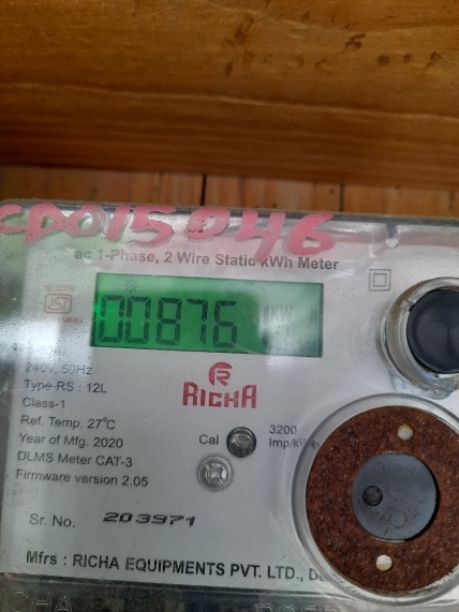 CD015046
ac 1-Phase, 2 Wire Static kWh Meter
00876 kW
240V, 50Hz
Type-RS : 12L
Class-1
Ref. Temp. 27°C
Year of Mfg. 2020
DLMS Meter CAT-3
Firmware version 2.05
RICHA
Cal
3200
Sr. No. 203971
Mfrs : RICHA EQUIPMENTS PVT. LTD.,